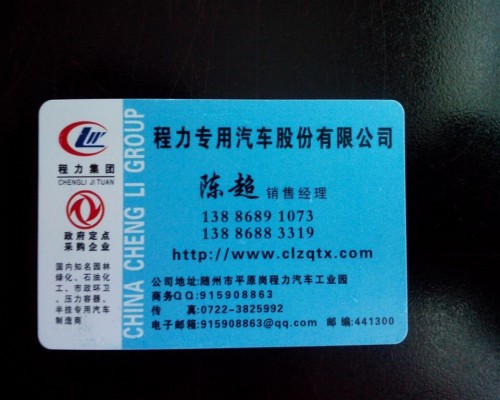 程力集团
CHENGLI JI TUAN
政府定点
采购企业
国内知名园林
绿化、石油化
工、市政环卫
、压力容器、
半挂专用汽车
制造商
CHINA CHENG LI GROUP
程力专用汽车股份有限公司
陈超 销售经理
138 8689 1073
138 8688 3319
http://www.clzqtx.com
公司地址:随州市平原岗程力汽车工业园
商务QQ:915908863
传 真:0722-3825992
电子邮箱:915908863@qq.com 邮 编:441300